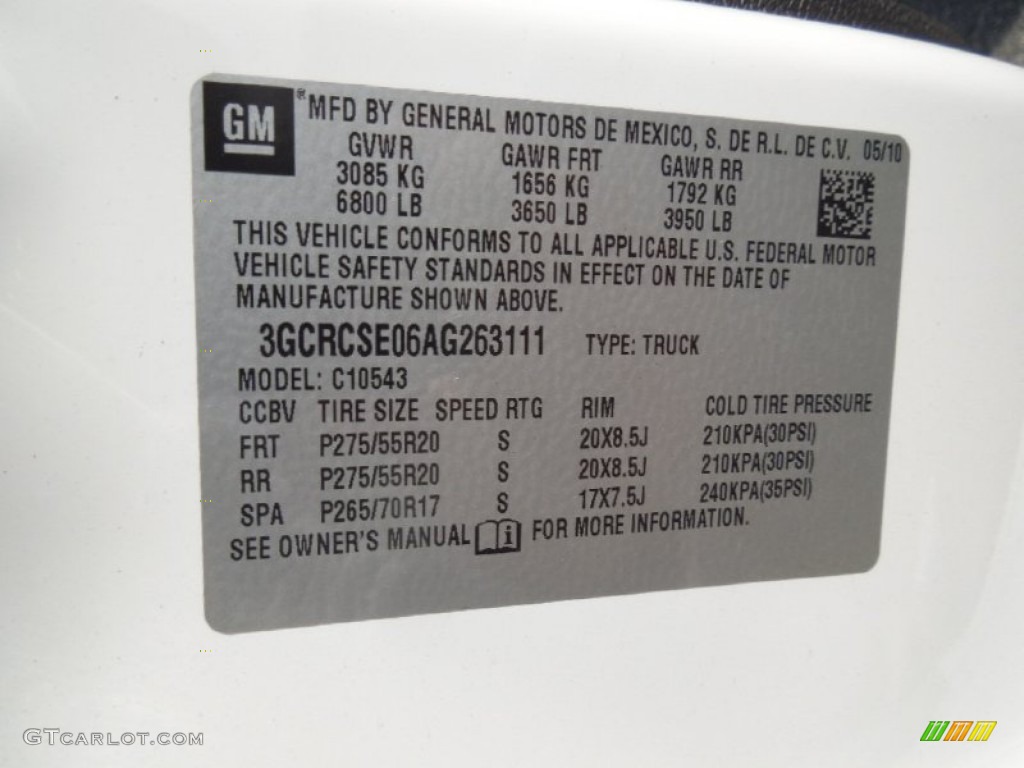 GM ® MFD BY GENERAL MOTORS DE MEXICO, S. DE R.L. DE C.V. 05/10
GVWR GAWR FRT GAWR RR
3085 KG 1656 KG 1792 KG
6800 LB 3650 LB 3950 LB
THIS VEHICLE CONFORMS TO ALL APPLICABLE U.S. FEDERAL MOTOR
VEHICLE SAFETY STANDARDS IN EFFECT ON THE DATE OF
MANUFACTURE SHOWN ABOVE.
3GCRCSE06AG263111 TYPE: TRUCK
MODEL: C10543
CCBV TIRE SIZE SPEED RTG RIM COLD TIRE PRESSURE
FRT P275/55R20 S 20X8.5J 210KPA(30PSI)
RR P275/55R20 S 20X8.5J 210KPA(30PSI)
SPA P265/70R17 S 17X7.5J 240KPA(35PSI)
SEE OWNER'S MANUAL i FOR MORE INFORMATION.
GTCARLOT.COM